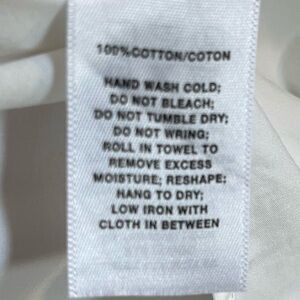 100%COTTON/COTON
HAND WASH COLD;
DO NOT BLEACH;
DO NOT TUMBLE DRY;
DO NOT WRING;
ROLL IN TOWEL TO
REMOVE EXCESS
MOISTURE; RESHAPE;
HANG TO DRY;
LOW IRON WITH
CLOTH IN BETWEEN